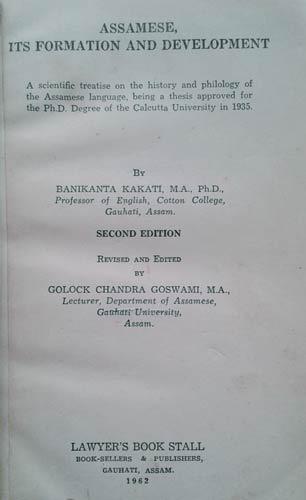 ASSAMESE,
ITS FORMATION AND DEVELOPMENT
A scientific treatise on the history and philology of
the Assamese language, being a thesis approved for
the Ph.D. Degree of the Calcutta University in 1935.
BY
BANIKANTA KAKATI, M.A., Ph.D.,
Professor of English, Cotton College,
Gauhati, Assam.
SECOND EDITION
REVISED AND EDITED
BY
GOLOCK CHANDRA GOSWAMI, M.A.,
Lecturer, Department of Assamese,
Gauhati University,
Assam.
LAWYER'S BOOK STALL
BOOK-SELLERS & PUBLISHERS,
GAUHATI, ASSAM.
1962